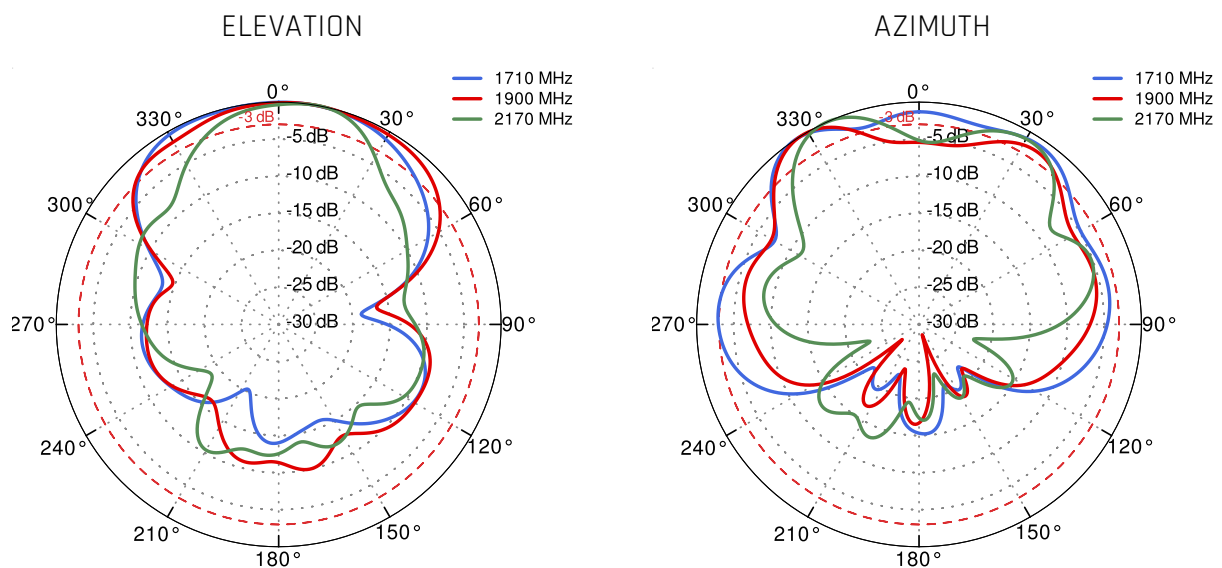 ELEVATION
AZIMUTH
1710 MHz
1900 MHz
2170 MHz
0°
30°
60°
90°
120°
150°
180°
210°
240°
270°
300°
330°
-3 dB
-5 dB
-10 dB
-15 dB
-20 dB
-25 dB
-30 dB
1710 MHz
1900 MHz
2170 MHz
0°
30°
60°
90°
120°
150°
180°
210°
240°
270°
300°
330°
-3 dB
-5 dB
-10 dB
-15 dB
-20 dB
-25 dB
-30 dB